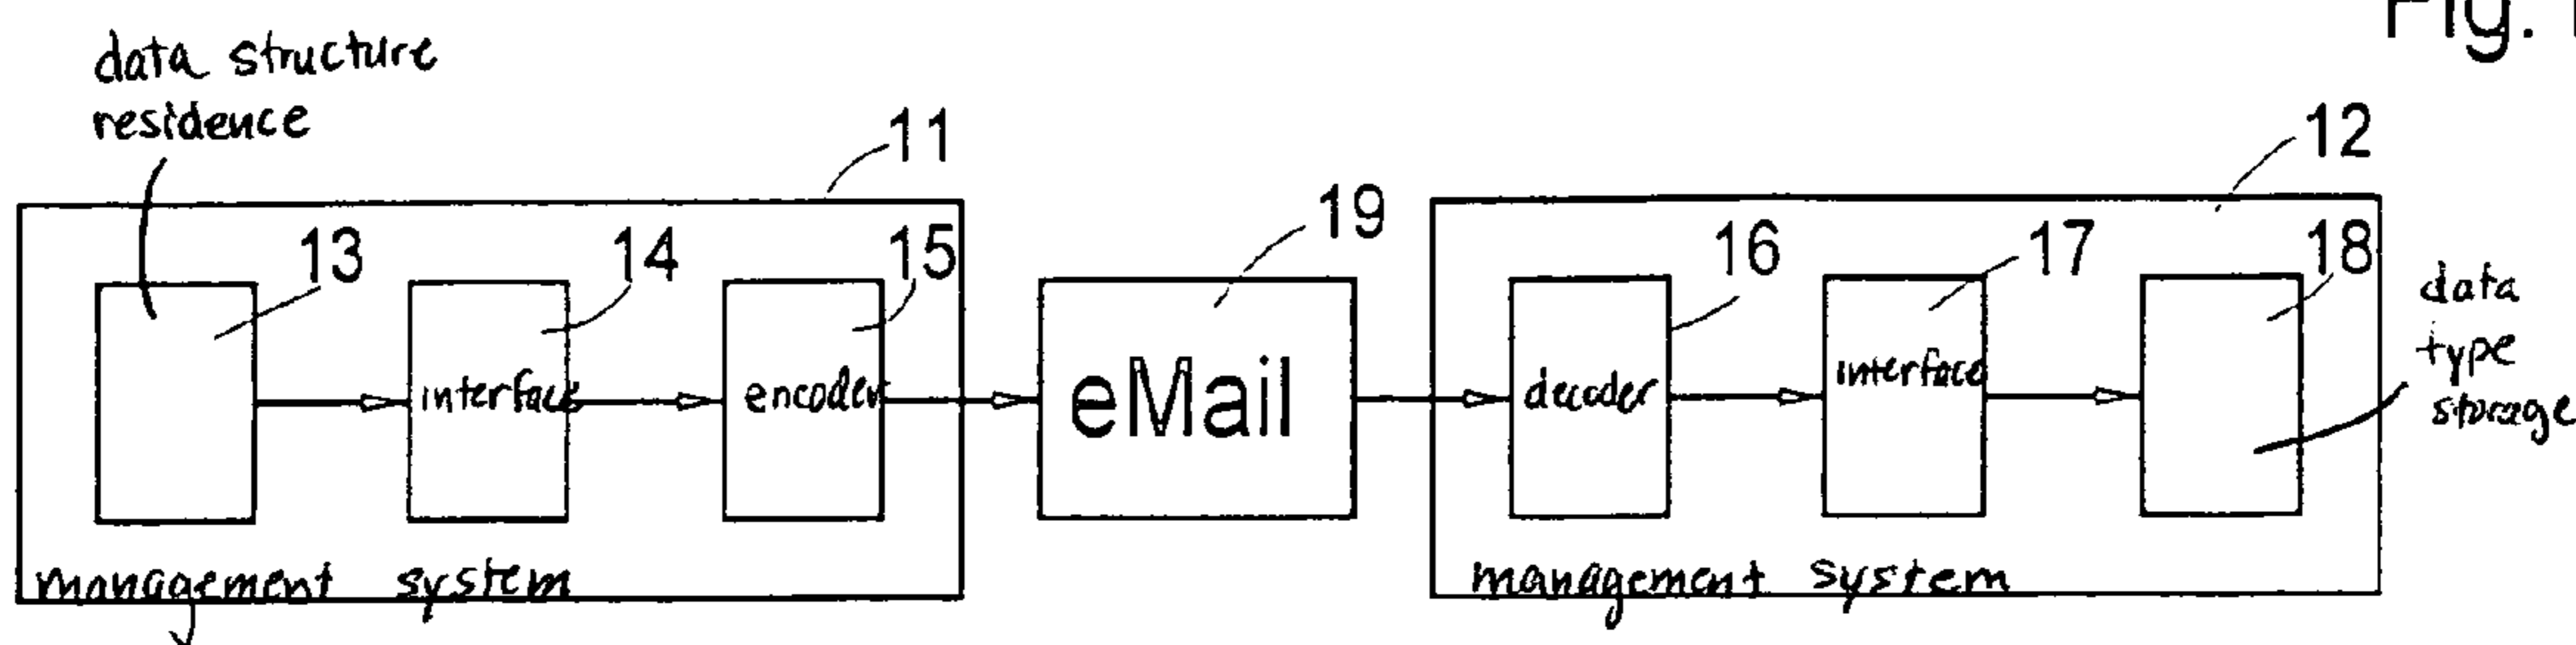 Fig.
data structure
residence
11
12
13
14
15
19
16
17
18
interface
encoder
eMail
decoder
interface
data
type
storage
management system
management system